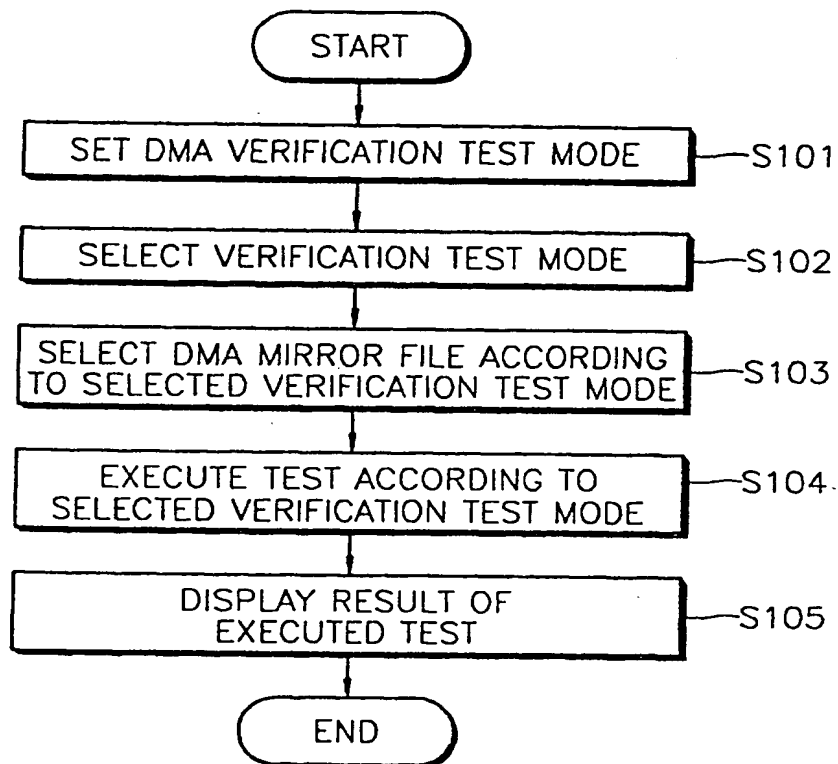 START
SET DMA VERIFICATION TEST MODE
S101
SELECT VERIFICATION TEST MODE
S102
SELECT DMA MIRROR FILE ACCORDING
TO SELECTED VERIFICATION TEST MODE
S103
EXECUTE TEST ACCORDING TO
SELECTED VERIFICATION TEST MODE
S104
DISPLAY RESULT OF
EXECUTED TEST
S105
END